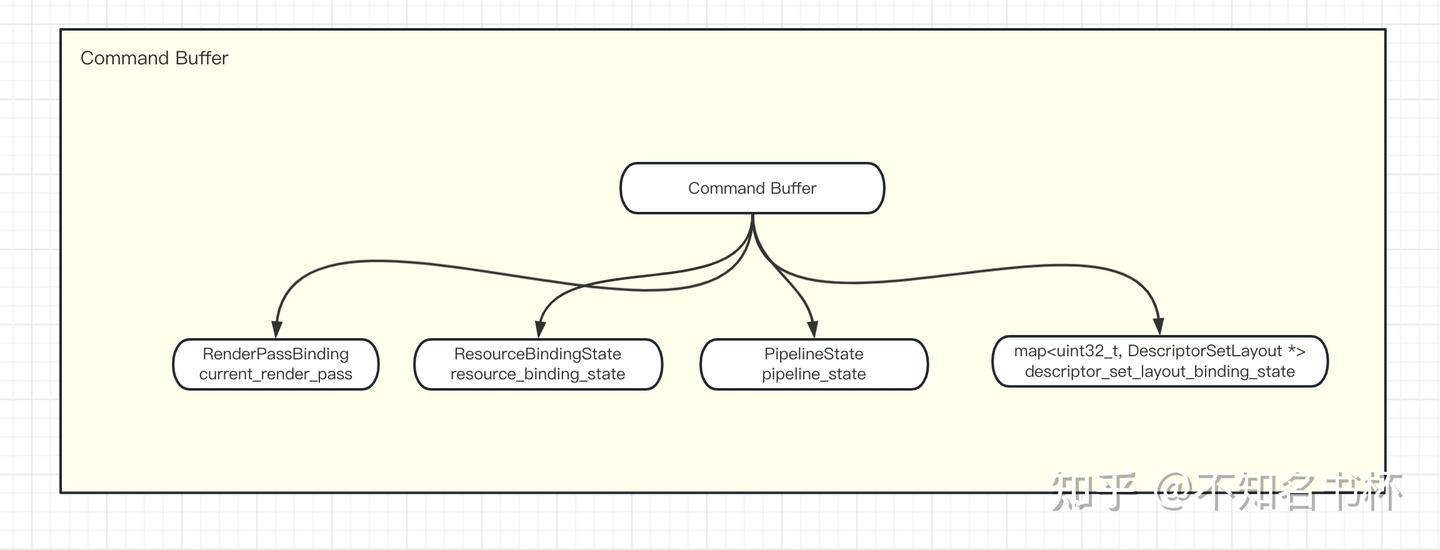 Command Buffer
Command Buffer
RenderPassBinding
current_render_pass
ResourceBindingState
resource_binding_state
PipelineState
pipeline_state
map<uint32_t, DescriptorSetLayout *>
descriptor_set_layout_binding_state
知乎 @不知名书杯